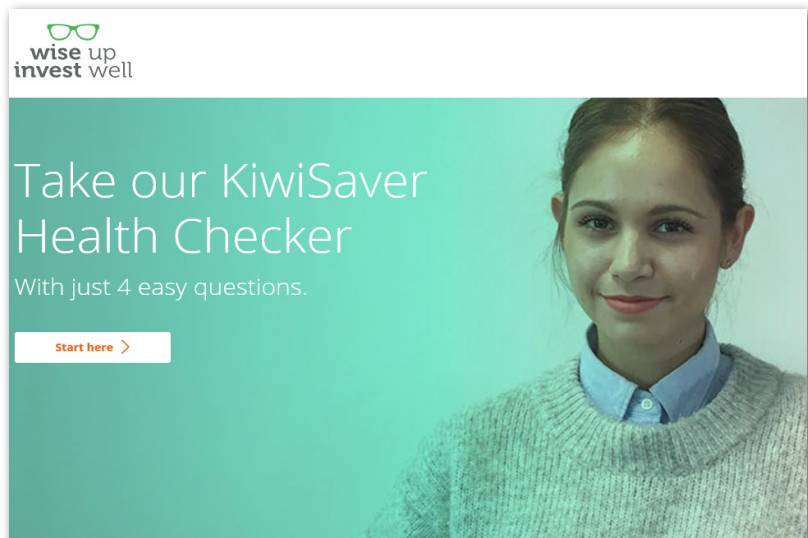 wise up
invest well
Take our KiwiSaver
Health Checker
With just 4 easy questions.
Start here